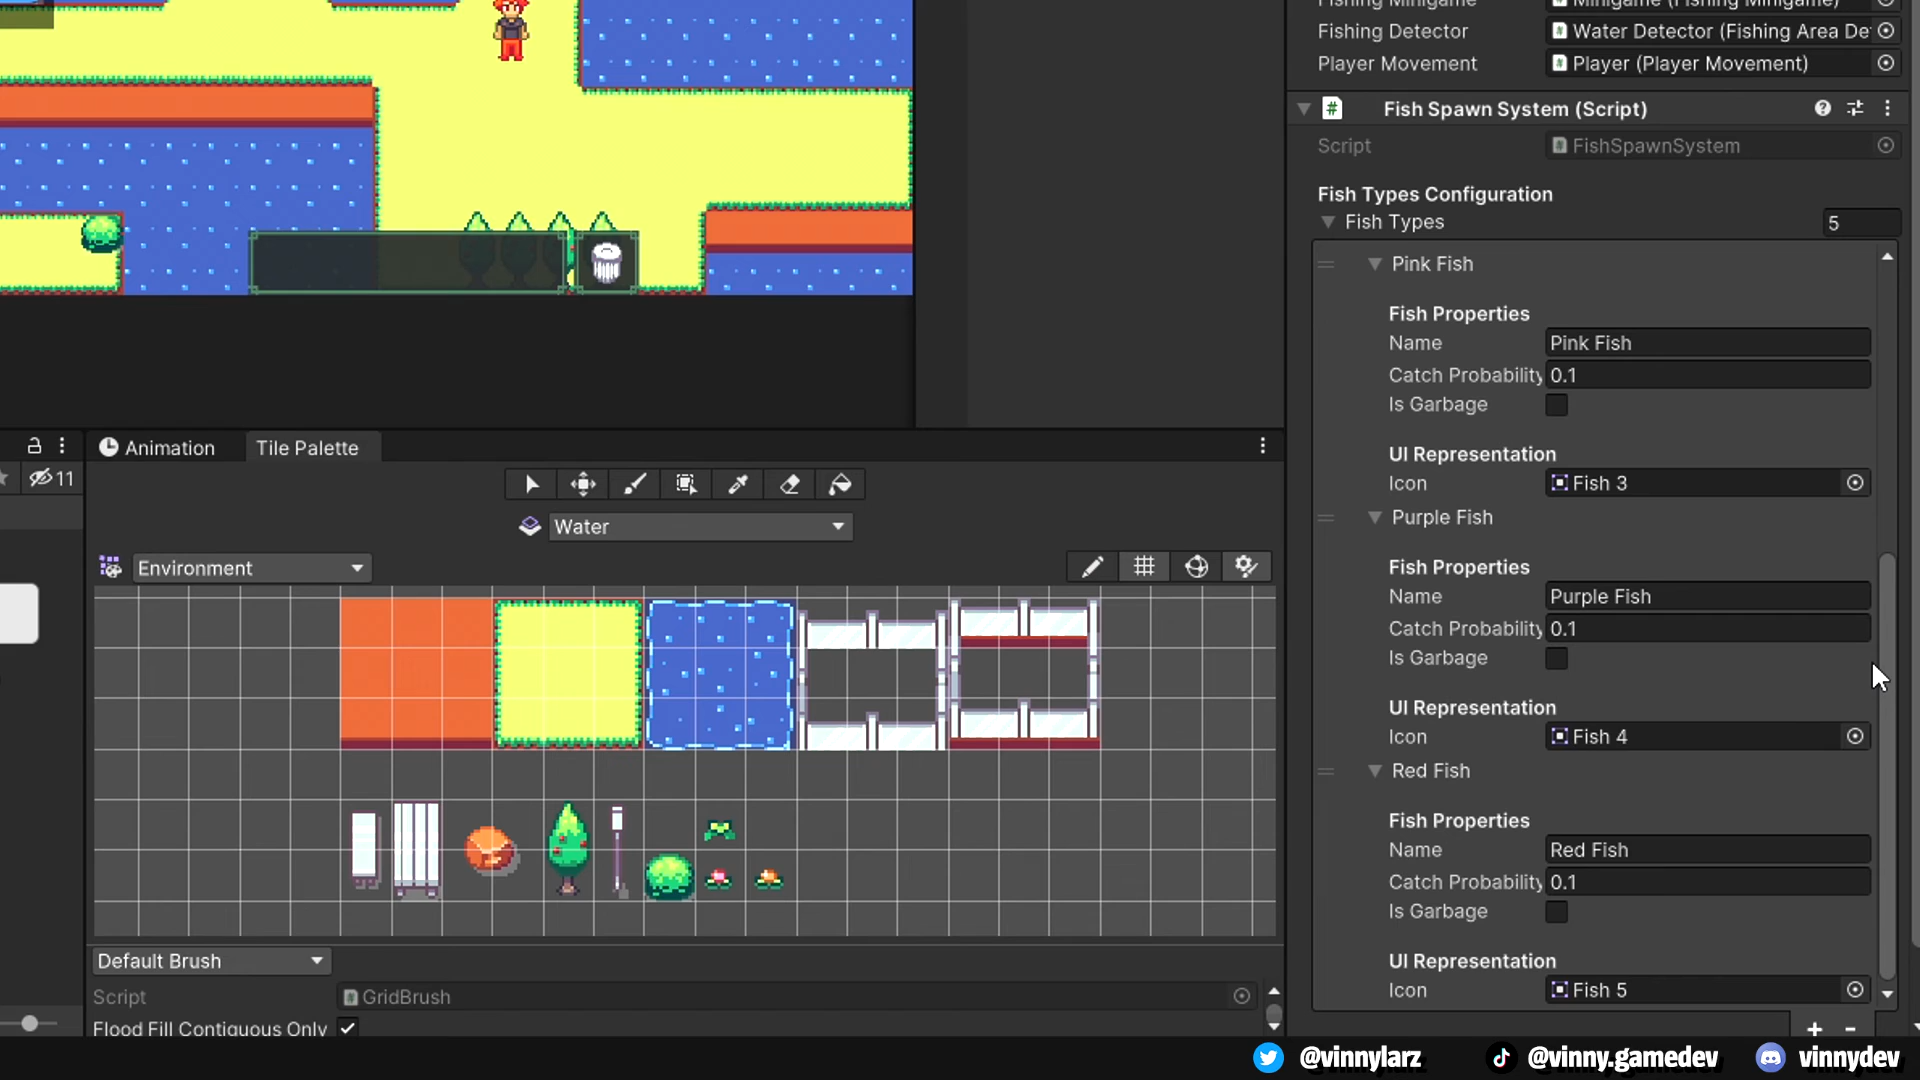 Fishing Minigame
Minigame (Fishing Minigame)
Fishing Detector
Water Detector (Fishing Area De
Player Movement
Player (Player Movement)
Fish Spawn System (Script)
Script
FishSpawnSystem
Fish Types Configuration
Fish Types
5
Pink Fish
Fish Properties
Name
Pink Fish
Catch Probability
0.1
Is Garbage
UI Representation
Icon
Fish 3
Purple Fish
Fish Properties
Name
Purple Fish
Catch Probability
0.1
Is Garbage
UI Representation
Icon
Fish 4
Red Fish
Fish Properties
Name
Red Fish
Catch Probability
0.1
Is Garbage
UI Representation
Icon
Fish 5
+ -
11
Animation
Tile Palette
Water
Environment
Default Brush
Script
GridBrush
Flood Fill Contiguous Only
@vinnylarz
@vinny.gamedev
vinnydev